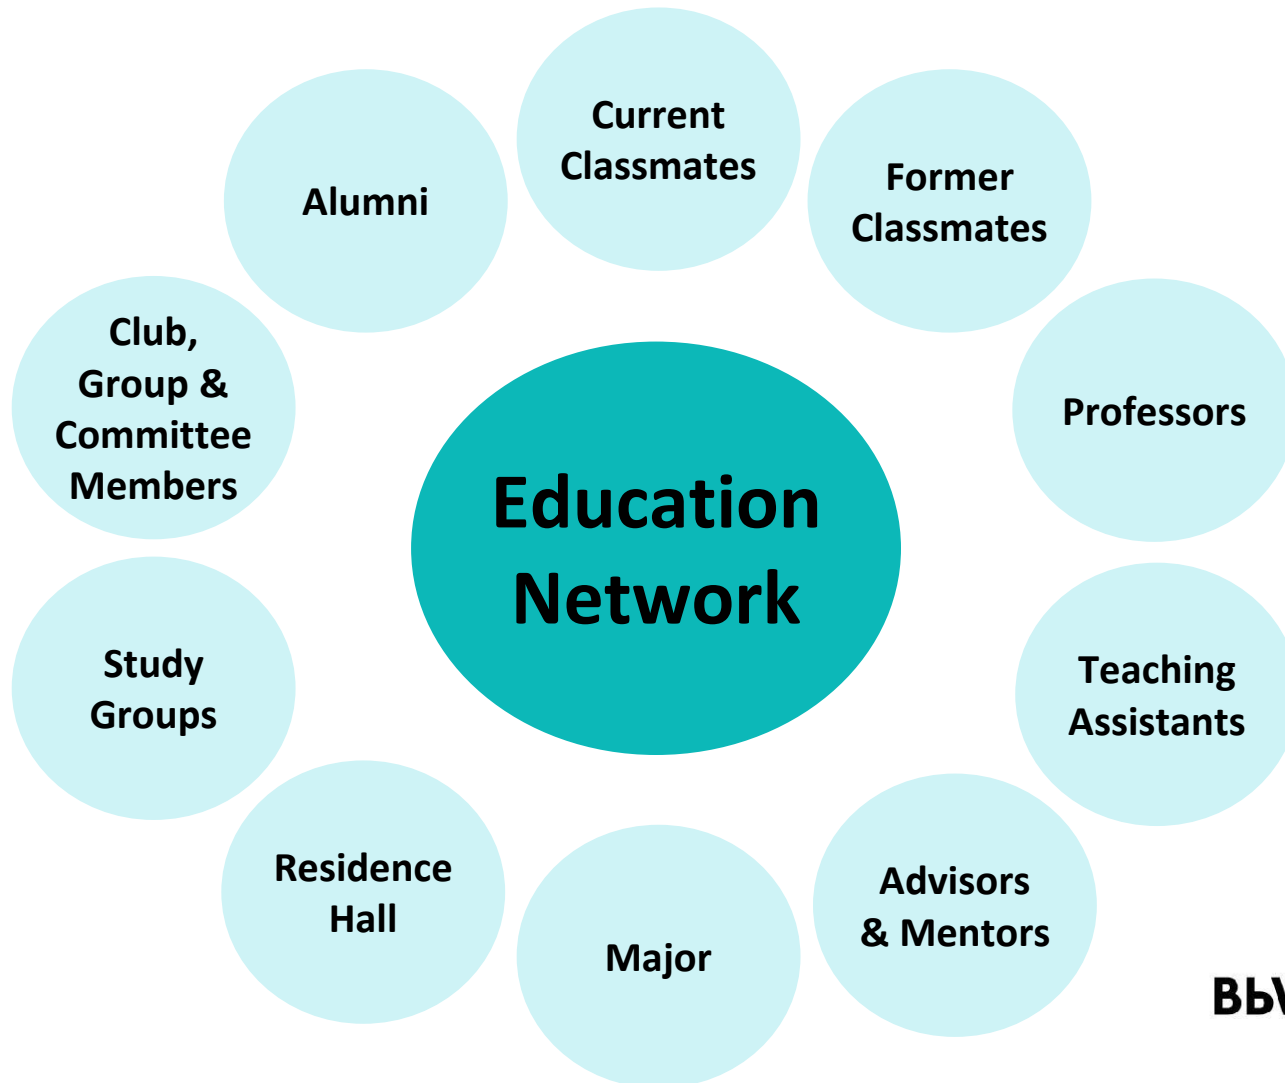 Current
Classmates
Former
Classmates
Alumni
Club,
Group &
Committee
Members
Professors
Education
Network
Study
Groups
Teaching
Assistants
Residence
Hall
Advisors
& Mentors
Major